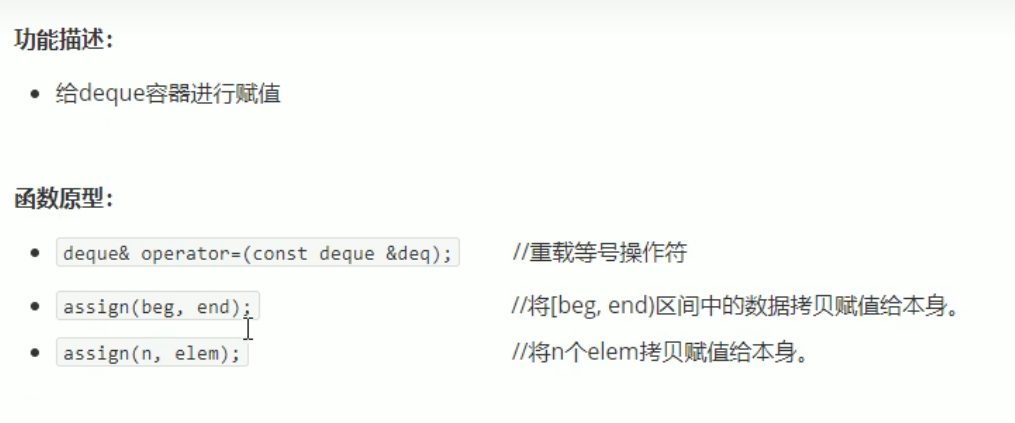 功能描述：
给deque容器进行赋值
函数原型：
deque& operator=(const deque &deq); //重载等号操作符
assign(beg, end); //将[beg, end)区间中的数据拷贝赋值给本身。
assign(n, elem); //将n个elem拷贝赋值给本身。